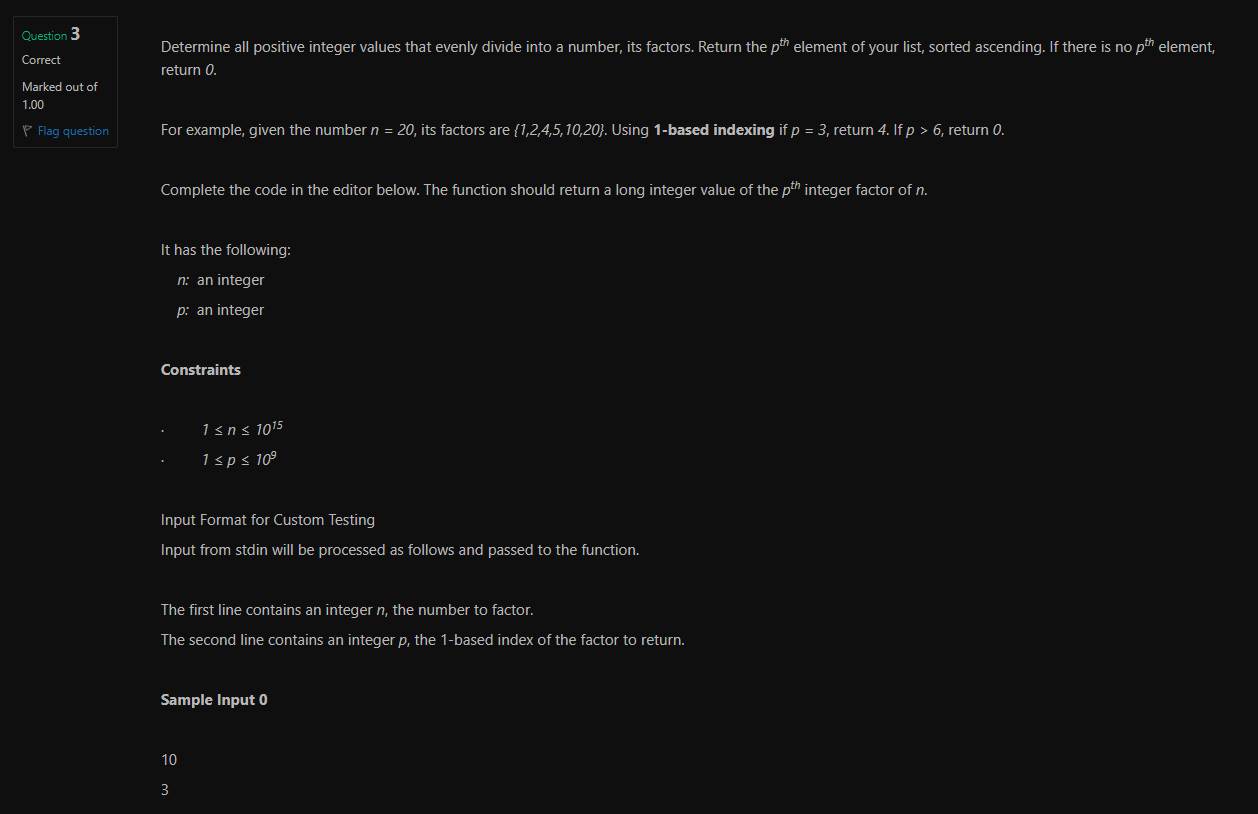 Question 3
Correct
Marked out of
1.00
Flag question
Determine all positive integer values that evenly divide into a number, its factors. Return the pth element of your list, sorted ascending. If there is no pth element,
return 0.
For example, given the number n = 20, its factors are {1,2,4,5,10,20}. Using 1-based indexing if p = 3, return 4. If p > 6, return 0.
Complete the code in the editor below. The function should return a long integer value of the pth integer factor of n.
It has the following:
n: an integer
p: an integer
Constraints
· 1 ≤ n ≤ 10^15
· 1 ≤ p ≤ 10^9
Input Format for Custom Testing
Input from stdin will be processed as follows and passed to the function.
The first line contains an integer n, the number to factor.
The second line contains an integer p, the 1-based index of the factor to return.
Sample Input 0
10
3